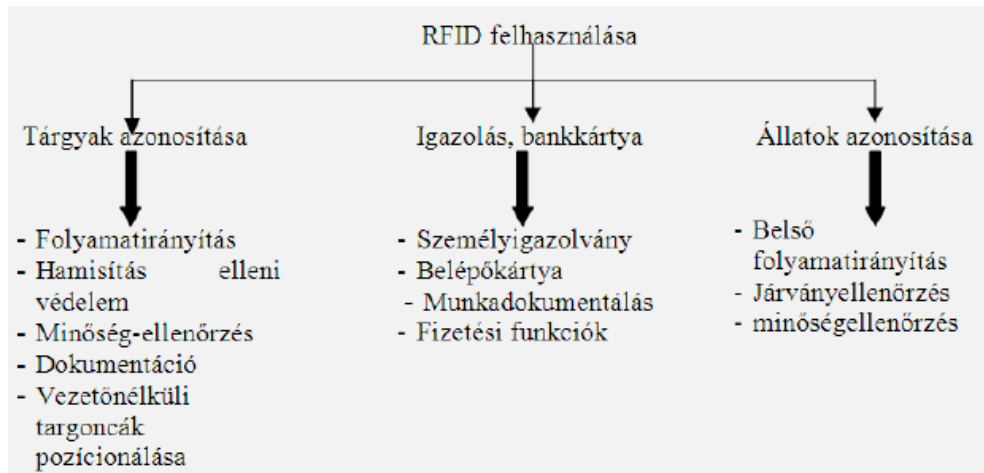 RFID felhasználása
Tárgyak azonosítása
- Folyamatirányítás
- Hamisítás elleni
védelem
- Minőség-ellenőrzés
- Dokumentáció
- Vezetőnélküli
targoncák
pozícionálása
Igazolás, bankkártya
- Személyigazolvány
- Belépőkártya
- Munkadokumentálás
- Fizetési funkciók
Állatok azonosítása
- Belső
folyamatirányítás
- Járványellenőrzés
- minőségellenőrzés